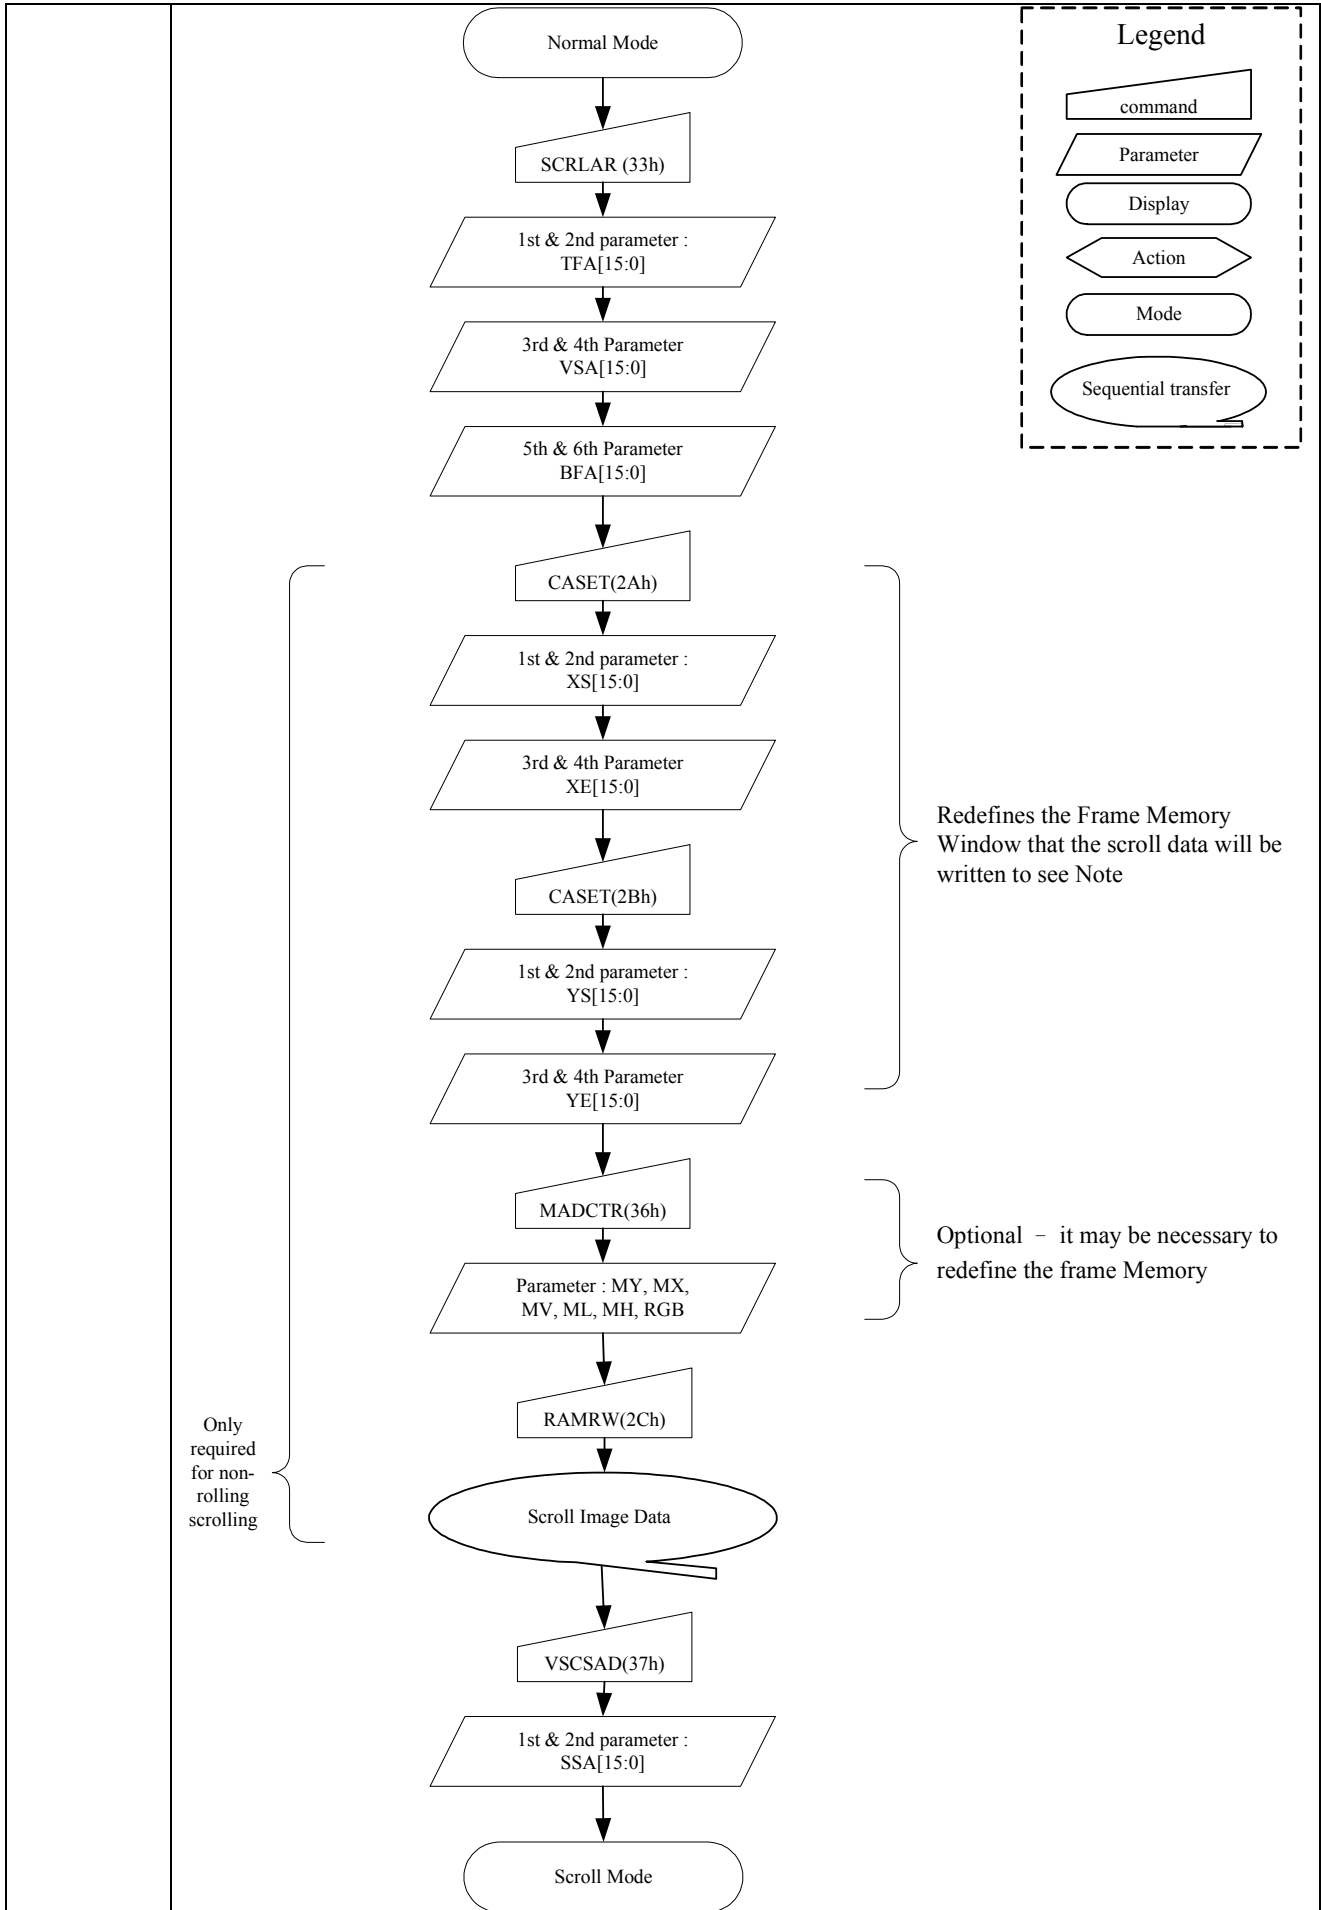 Normal Mode
SCRLAR (33h)
1st & 2nd parameter :
TFA[15:0]
3rd & 4th Parameter
VSA[15:0]
5th & 6th Parameter
BFA[15:0]
CASET(2Ah)
1st & 2nd parameter :
XS[15:0]
3rd & 4th Parameter
XE[15:0]
CASET(2Bh)
1st & 2nd parameter :
YS[15:0]
3rd & 4th Parameter
YE[15:0]
MADCTR(36h)
Parameter : MY, MX,
MV, ML, MH, RGB
RAMRW(2Ch)
Scroll Image Data
VSCSAD(37h)
1st & 2nd parameter :
SSA[15:0]
Scroll Mode
Only
required
for non-
rolling
scrolling
Redefines the Frame Memory
Window that the scroll data will be
written to see Note
Optional – it may be necessary to
redefine the frame Memory
Legend
command
Parameter
Display
Action
Mode
Sequential transfer